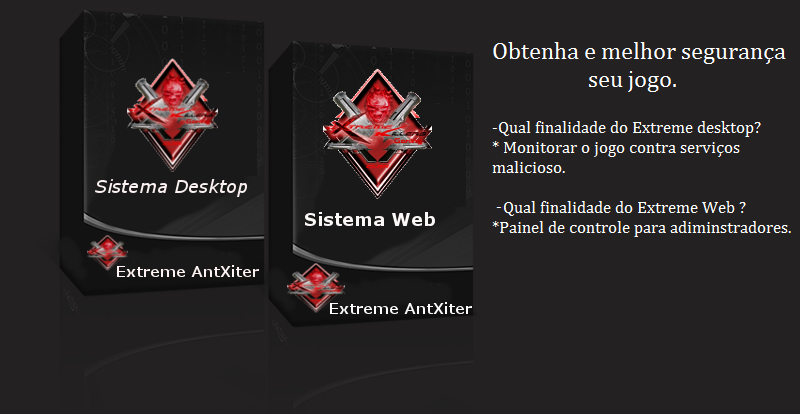 Sistema Desktop
Extreme AntXiter
Sistema Web
Extreme AntXiter
Obtenha e melhor segurança
seu jogo.
-Qual finalidade do Extreme desktop?
* Monitorar o jogo contra serviços
malicioso.
-Qual finalidade do Extreme Web ?
*Painel de controle para adiminstradores.